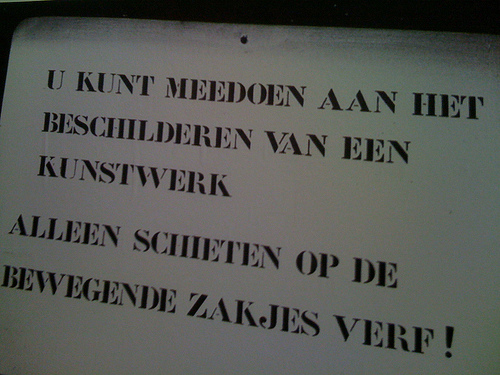 U KUNT MEEDOEN AAN HET
BESCHILDEREN VAN EEN
KUNSTWERK
ALLEEN SCHIETEN OP DE
BEWEGENDE ZAKJES VERF!